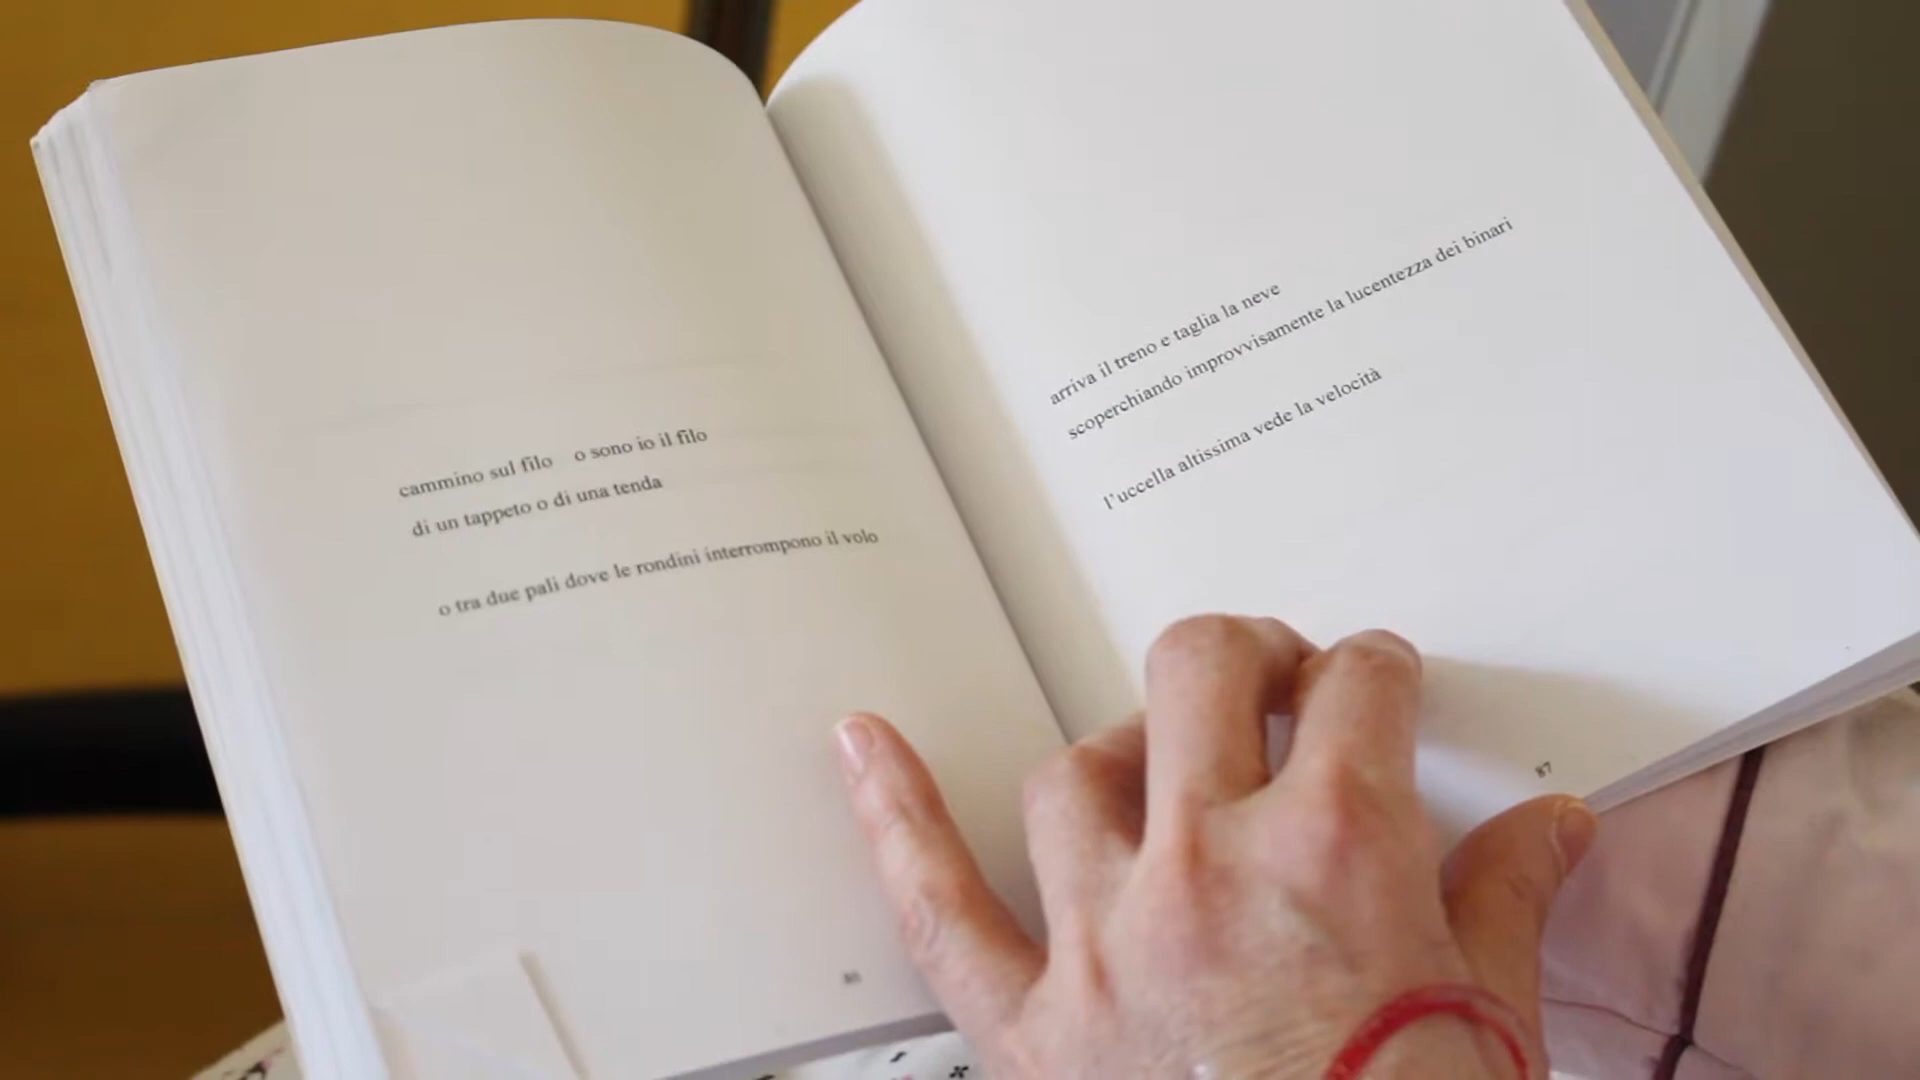 cammino sul filo o sono io il filo
di un tappeto o di una tenda
o tra due pali dove le rondini interrompono il volo
86
arriva il treno e taglia la neve
scoperchiando improvvisamente la lucentezza dei binari
l'uccella altissima vede la velocità
87